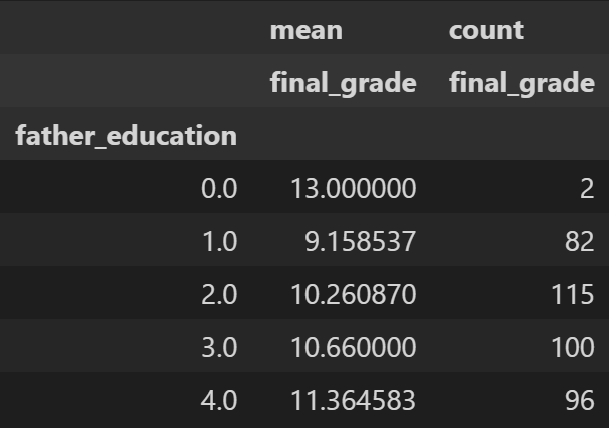 mean count
final_grade final_grade
father_education
0.0 13.000000 2
1.0 9.158537 82
2.0 10.260870 115
3.0 10.660000 100
4.0 11.364583 96